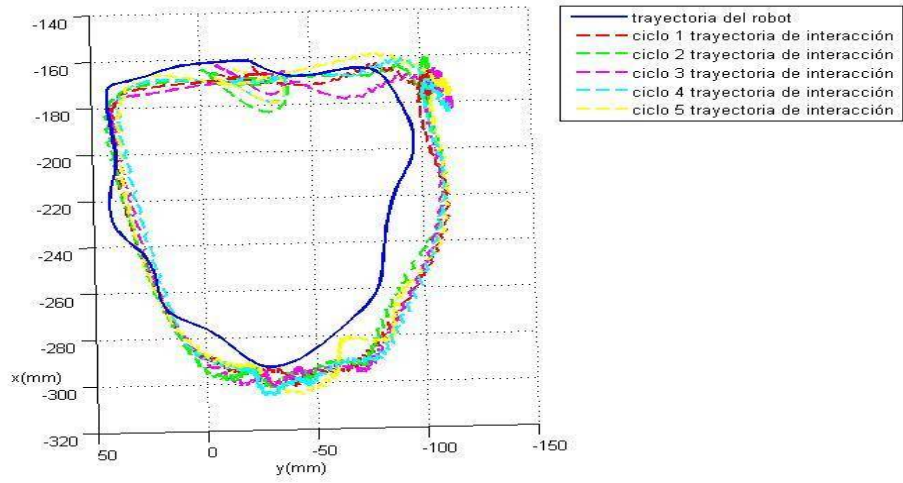 trayectoria del robot
ciclo 1 trayectoria de interacción
ciclo 2 trayectoria de interacción
ciclo 3 trayectoria de interacción
ciclo 4 trayectoria de interacción
ciclo 5 trayectoria de interacción
-140
-160
-180
-200
-220
-240
-260
-280
-300
-320
x(mm)
50
0
-50
-100
-150
y(mm)